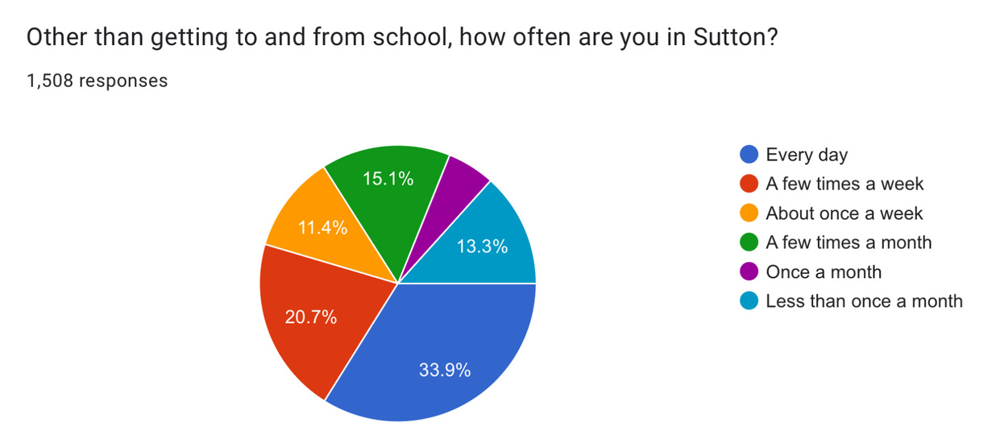 Other than getting to and from school, how often are you in Sutton?
1,508 responses
15.1%
11.4%
13.3%
20.7%
33.9%
Every day
A few times a week
About once a week
A few times a month
Once a month
Less than once a month